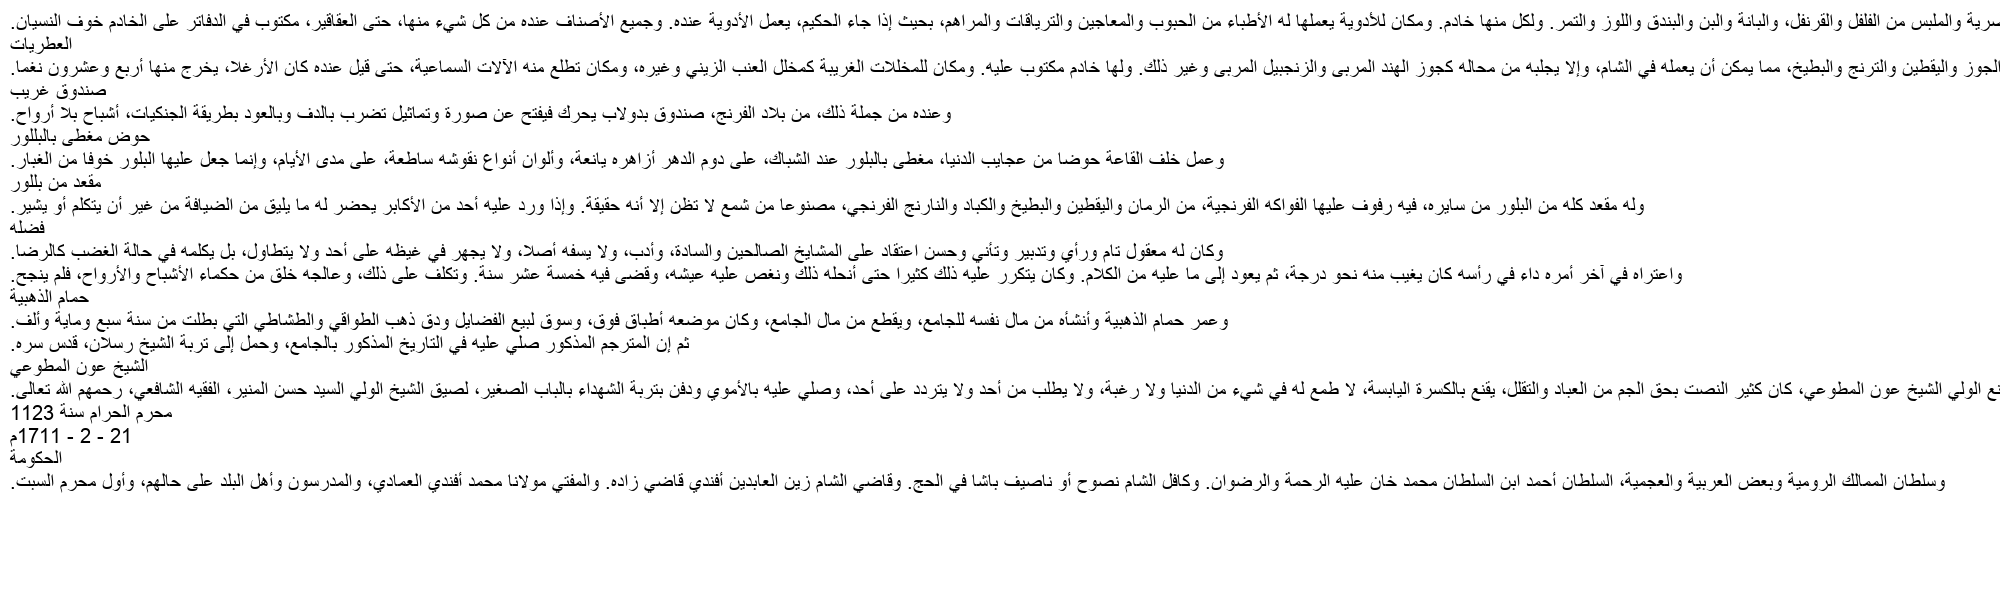 صرية والملبس من الفلفل والقرنفل، والبانة والبن والبندق واللوز والتمر. ولكل منها خادم. ومكان للأدوية يعملها له الأطباء من الحبوب والمعاجين والترياقات والمراهم، بحيث إذا جاء الحكيم، يعمل الأدوية عنده. وجميع الأصناف عنده من كل شيء منها، حتى العقاقير، مكتوب في الدفاتر على الخادم خوف النسيان.
العطريات
الجوز واليقطين والترنج والبطيخ، مما يمكن أن يعمله في الشام، وإلا يجلبه من محاله كجوز الهند المربى والزنجبيل المربى وغير ذلك. ولها خادم مكتوب عليه. ومكان للمخللات الغريبة كمخلل العنب الزيني وغيره، ومكان تطلع منه الآلات السماعية، حتى قيل عنده كان الأرغلا، يخرج منها أربع وعشرون نغما.
صندوق غريب
وعنده من جملة ذلك، من بلاد الفرنج، صندوق بدولاب يحرك فيفتح عن صورة وتماثيل تضرب بالدف وبالعود بطريقة الجنكيات، أشباح بلا أرواح.
حوض مغطى بالبللور
وعمل خلف القاعة حوضا من عجايب الدنيا، مغطى بالبلور عند الشباك، على دوم الدهر أزاهره يانعة، وألوان أنواع نقوشه ساطعة، على مدى الأيام، وإنما جعل عليها البلور خوفا من الغبار.
مقعد من بللور
وله مقعد كله من البلور من سايره، فيه رفوف عليها الفواكه الفرنجية، من الرمان واليقطين والبطيخ والكباد والنارنج الفرنجي، مصنوعا من شمع لا تظن إلا أنه حقيقة. وإذا ورد عليه أحد من الأكابر يحضر له ما يليق من الضيافة من غير أن يتكلم أو يشير.
فضله
وكان له معقول تام ورأي وتدبير وتأني وحسن اعتقاد على المشايخ الصالحين والسادة، وأدب، ولا يسفه أصلا، ولا يجهر في غيظه على أحد ولا يتطاول، بل يكلمه في حالة الغضب كالرضا.
واعتراه في آخر أمره داء في رأسه كان يغيب منه نحو درجة، ثم يعود إلى ما عليه من الكلام. وكان يتكرر عليه ذلك كثيرا حتى أنحله ذلك ونغص عليه عيشه، وقضى فيه خمسة عشر سنة. وتكلف على ذلك، وعالجه خلق من حكماء الأشباح والأرواح، فلم ينجح.
حمام الذهبية
وعمر حمام الذهبية وأنشأه من مال نفسه للجامع، ويقطع من مال الجامع، وكان موضعه أطباق فوق، وسوق لبيع الفضايل ودق ذهب الطواقي والطشاطي التي بطلت من سنة سبع وماية وألف.
ثم إن المترجم المذكور صلي عليه في التاريخ المذكور بالجامع، وحمل إلى تربة الشيخ رسلان، قدس سره.
الشيخ عون المطوعي
نع الولي الشيخ عون المطوعي، كان كثير النصت بحق الجم من العباد والتقلل، يقنع بالكسرة اليابسة، لا طمع له في شيء من الدنيا ولا رغبة، ولا يطلب من أحد ولا يتردد على أحد، وصلي عليه بالأموي ودفن بتربة الشهداء بالباب الصغير، لصيق الشيخ الولي السيد حسن المنير، الفقيه الشافعي، رحمهم الله تعالى.
محرم الحرام سنة 1123
21 - 2 - 1711م
الحكومة
وسلطان الممالك الرومية وبعض العربية والعجمية، السلطان أحمد ابن السلطان محمد خان عليه الرحمة والرضوان. وكافل الشام نصوح أو ناصيف باشا في الحج. وقاضي الشام زين العابدين أفندي قاضي زاده. والمفتي مولانا محمد أفندي العمادي، والمدرسون وأهل البلد على حالهم، وأول محرم السبت.